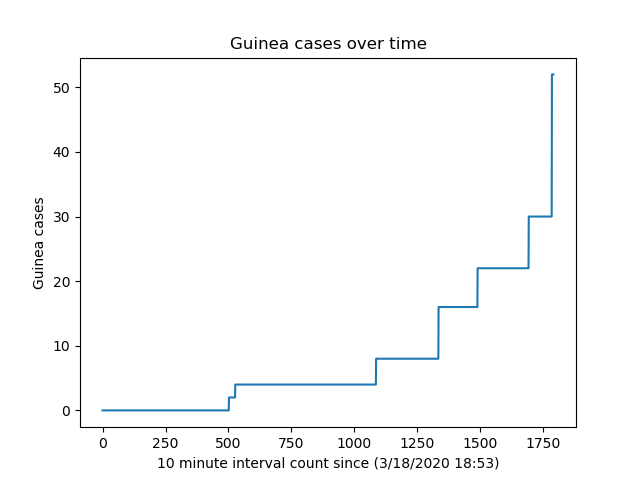 Guinea cases over time
50
40
30
20
10
0
Guinea cases
0 250 500 750 1000 1250 1500 1750
10 minute interval count since (3/18/2020 18:53)